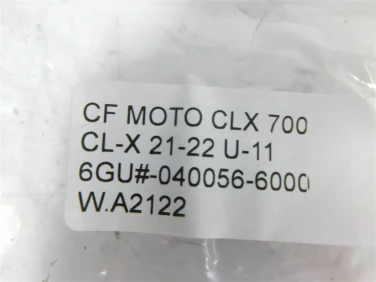 CF MOTO CLX 700
CL-X 21-22 U-11
6GU#-040056-6000
W.A2122